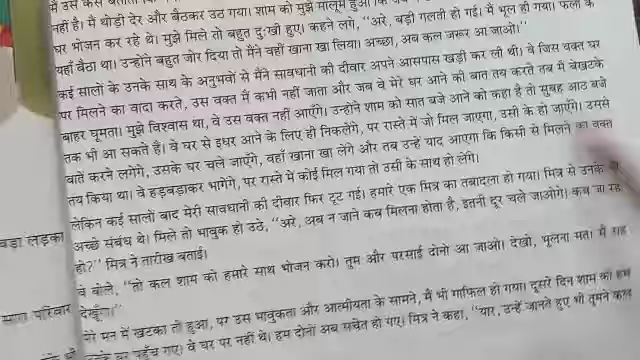 मैं उसे कैसे बताता कि
नहीं है। मैं थोड़ी देर और बैठकर उठ गया। शाम को मुझे मालूम हुआ कि
घर भोजन कर रहे थे। मुझे मिले तो बहुत दुःखी हुए। कहने लगे, “अरे, बड़ी गलती हो गई। मैं भूल ही गया। फलाँ के
यहाँ बैठा था। उन्होंने बहुत जोर दिया तो मैंने वहीं खाना खा लिया। अच्छा, अब कल जरूर आ जाओ।”
कई सालों के उनके साथ के अनुभवों से मैंने सावधानी की दीवार अपने आसपास खड़ी कर ली थी। वे जिस वक्त घर
पर मिलने का वादा करते, उस वक्त मैं कभी नहीं जाता और जब वे मेरे घर आने की बात तय करते तब मैं बेखटके
बाहर घूमता। मुझे विश्वास था, वे उस वक्त नहीं आएँगे। उन्होंने शाम को सात बजे आने को कहा है तो सुबह आठ बजे
तक भी आ सकते हैं। वे घर से इधर आने के लिए ही निकलेंगे, पर रास्ते में जो मिल जाएगा, उसी के हो जाएँगे। उससे
बातें करने लगेंगे, उसके घर चले जाएँगे, वहाँ खाना खा लेंगे और तब उन्हें याद आएगा कि किसी से मिलने का वक्त
तय किया था। वे हड़बड़ाकर भागेंगे, पर रास्ते में कोई मिल गया तो उसी के साथ हो लेंगे।
लेकिन कई सालों बाद मेरी सावधानी की दीवार फिर टूट गई। हमारे एक मित्र का तबादला हो गया। मित्र से उनके
बड़ा लड़का अच्छे संबंध थे। मिले तो भावुक हो उठे, “अरे, अब न जाने कब मिलना होता है, इतनी दूर चले जाओगे। कब जा रहे
हो?” मित्र ने तारीख बताई।
वे बोले, “तो कल शाम को हमारे साथ भोजन करो। तुम और परसाई दोनों आ जाओ। देखो, भूलना मत। मैं राह
परिवार देखूँगा।”
मेरे मन में खटका तो हुआ, पर उस भावुकता और आत्मीयता के सामने, मैं भी गाफिल हो गया। दूसरे दिन शाम को हम
घर पहुँच गए। वे घर पर नहीं थे। हम दोनों अब सचेत हो गए। मित्र ने कहा, “यार, उन्हें जानते हुए भी तुमने कल